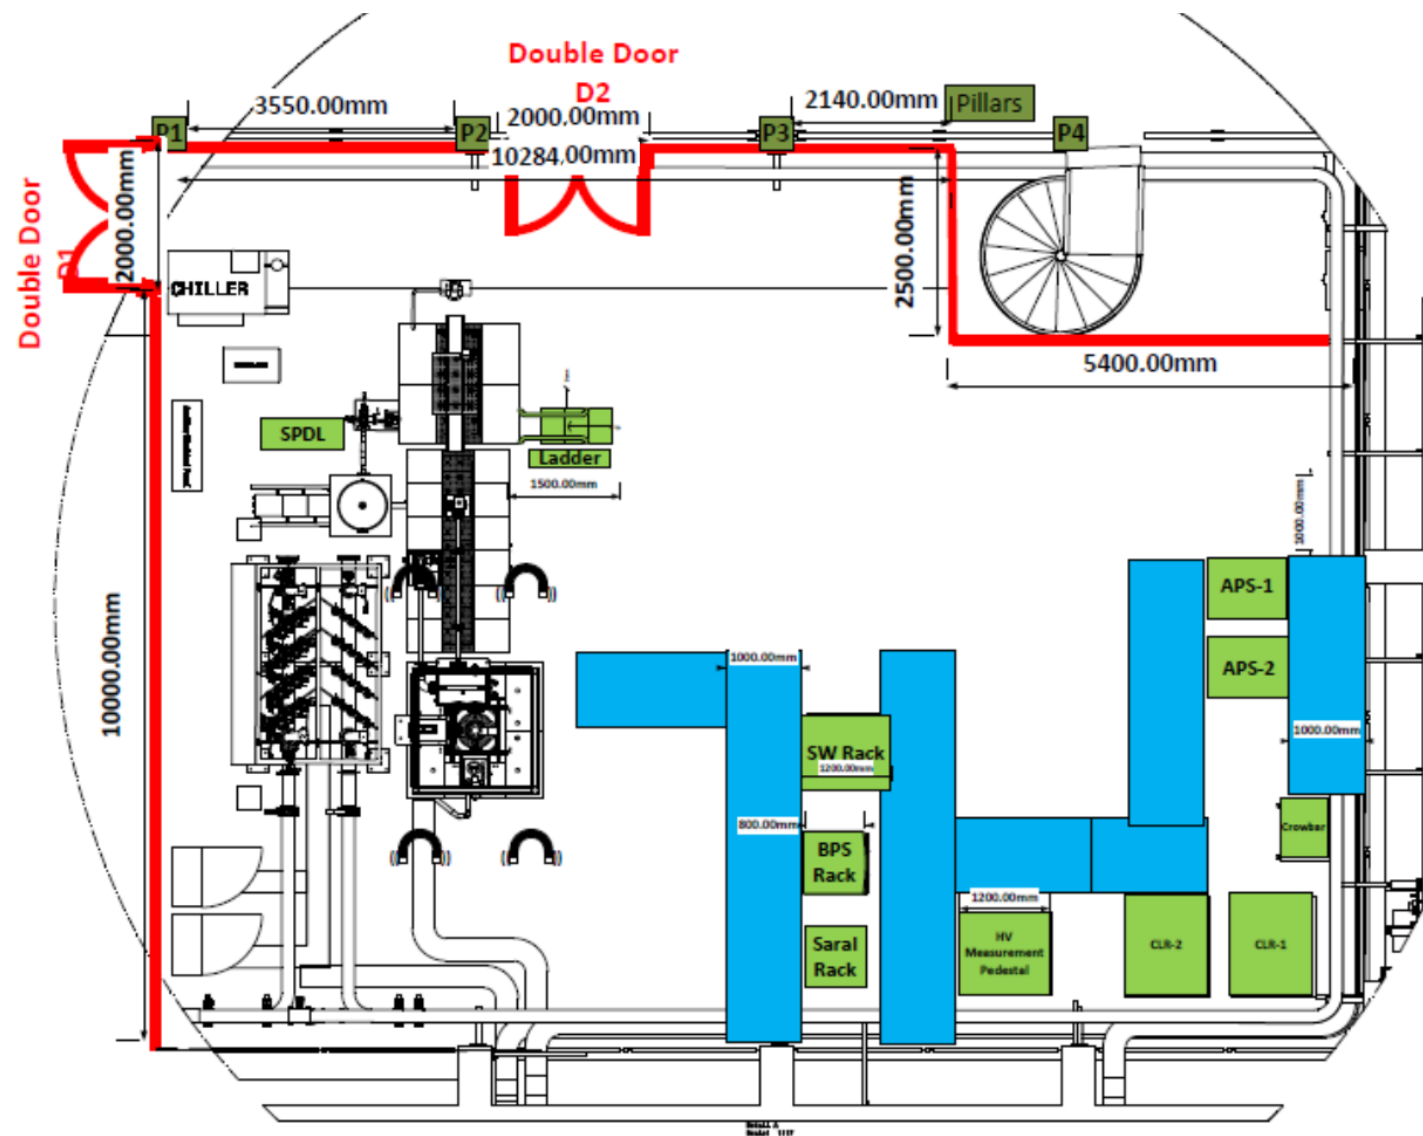 Double Door
D2
3550.00mm
2000.00mm
2140.00mm
Pillars
P1
P2
P3
P4
10284.00mm
Double Door
D1
2000.00mm
2500.00mm
CHILLER
5400.00mm
SPDL
Ladder
1500.00mm
1000.00mm
10000.00mm
APS-1
APS-2
1000.00mm
1000.00mm
SW Rack
1200.00mm
800.00mm
BPS
Rack
Crowbar
1200.00mm
Saral
Rack
HV
Measurement
Pedestal
CLR-2
CLR-1